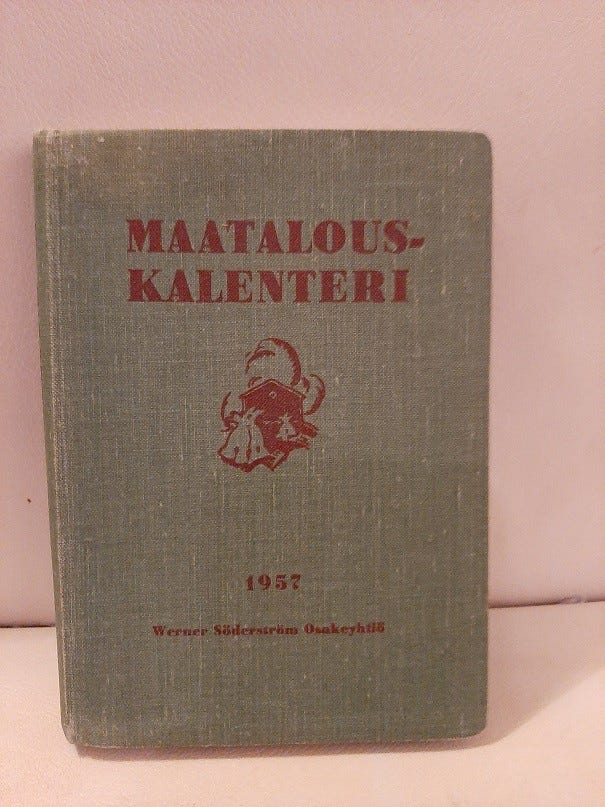 MAATALOUS-
KALENTERI
1957
Werner Söderström Osakeyhtiö